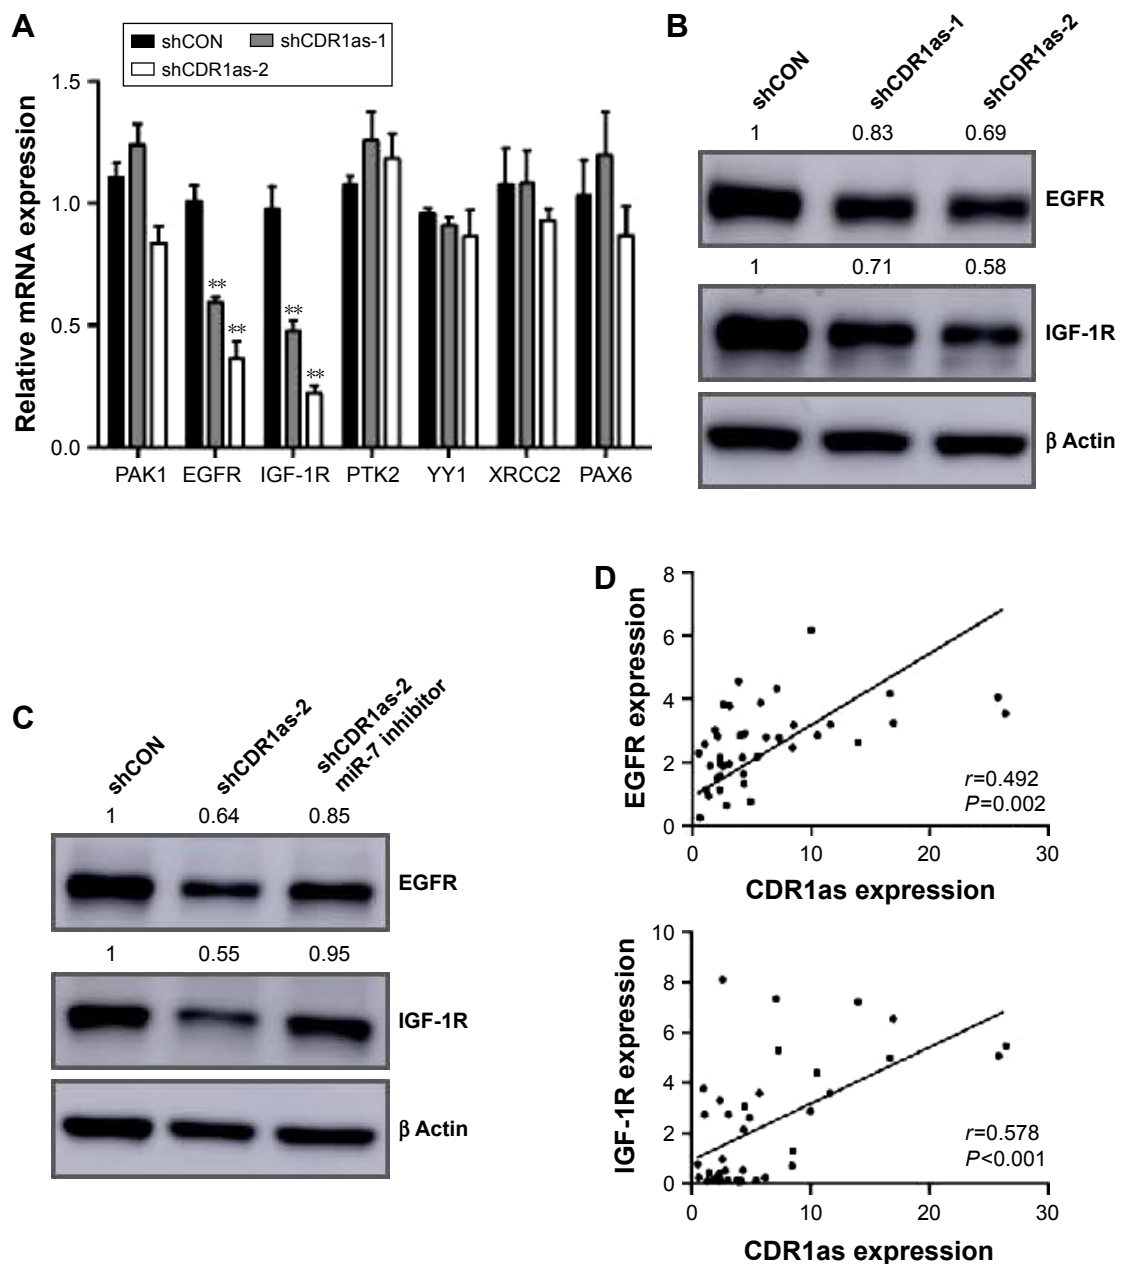 A
shCON shCDR1as-1
shCDR1as-2
Relative mRNA expression
1.5
1.0
0.5
0.0
** ** ** **
PAK1 EGFR IGF-1R PTK2 YY1 XRCC2 PAX6
B
shCON shCDR1as-1 shCDR1as-2
1 0.83 0.69
EGFR
1 0.71 0.58
IGF-1R
β Actin
C
shCON shCDR1as-2 shCDR1as-2
miR-7 inhibitor
1 0.64 0.85
EGFR
1 0.55 0.95
IGF-1R
β Actin
D
EGFR expression
8
6
4
2
0
r=0.492
P=0.002
0 10 20 30
CDR1as expression
IGF-1R expression
10
8
6
4
2
0
r=0.578
P<0.001
0 10 20 30
CDR1as expression